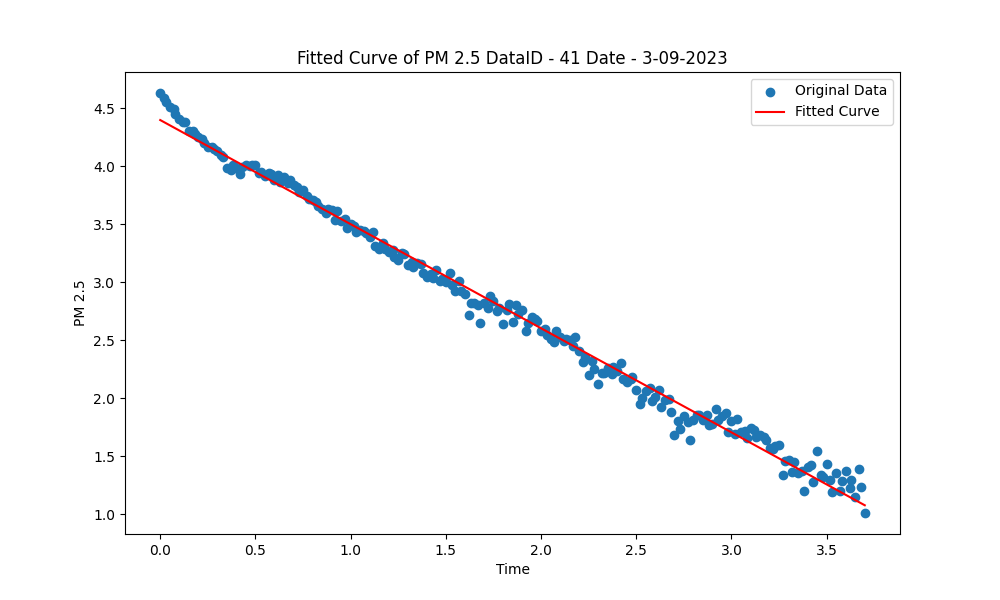 Fitted Curve of PM 2.5 DataID - 41 Date - 3-09-2023
Original Data
Fitted Curve
4.5
4.0
3.5
3.0
2.5
2.0
1.5
1.0
PM 2.5
0.0 0.5 1.0 1.5 2.0 2.5 3.0 3.5
Time